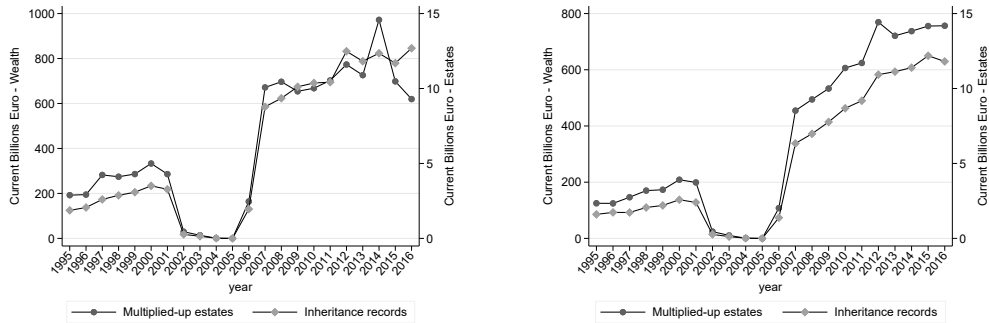 Current Billions Euro - Wealth
1000
800
600
400
200
0
15
10
5
0
Current Billions Euro - Estates
1995 1996 1997 1998 1999 2000 2001 2002 2003 2004 2005 2006 2007 2008 2009 2010 2011 2012 2013 2014 2015 2016
year
Multiplied-up estates Inheritance records
Current Billions Euro - Wealth
800
600
400
200
0
15
10
5
0
Current Billions Euro - Estates
1995 1996 1997 1998 1999 2000 2001 2002 2003 2004 2005 2006 2007 2008 2009 2010 2011 2012 2013 2014 2015 2016
year
Multiplied-up estates Inheritance records